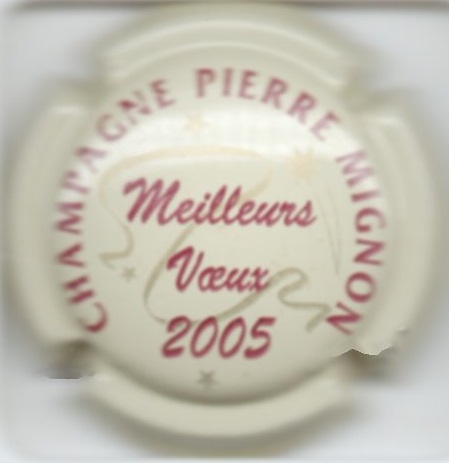 CHAMPAGNE PIERRE MIGNON
Meilleurs
Vœux
2005